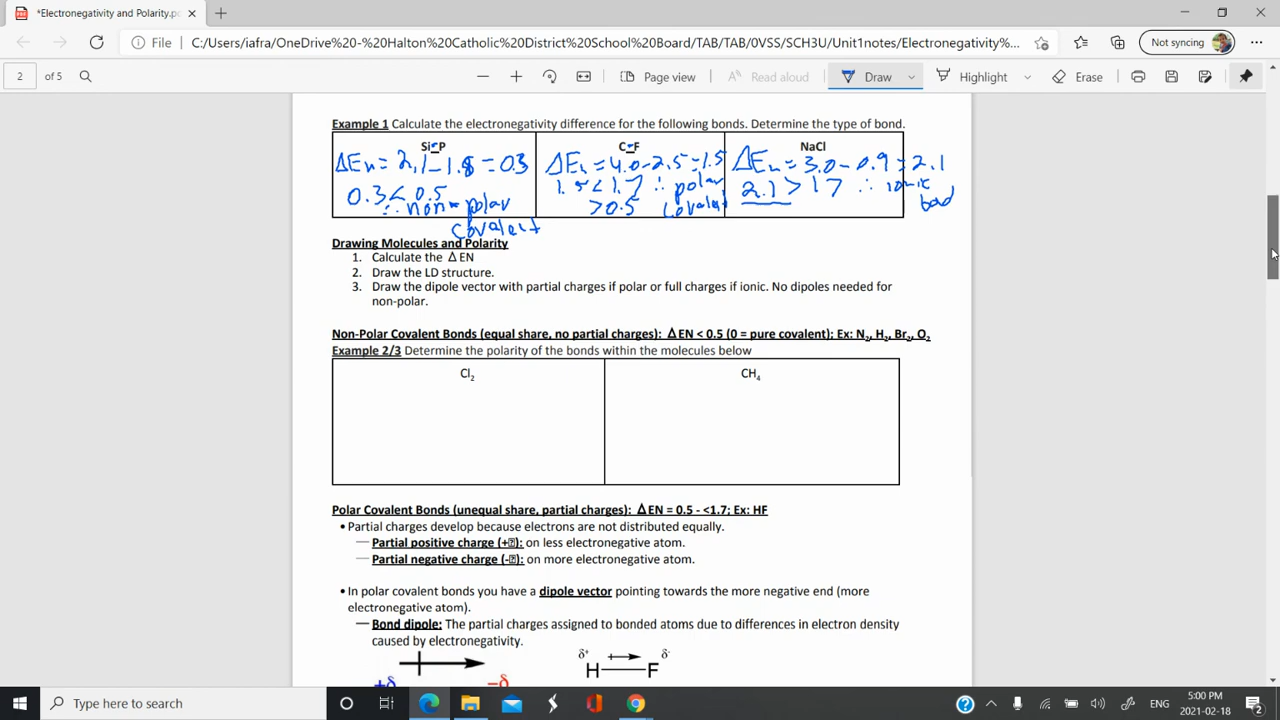 *Electronegativity and Polarity.p
File C:/Users/iafra/OneDrive%20-%20Halton%20Catholic%20District%20School%20Board/TAB/TAB/0VSS/SCH3U/Unit1notes/Electronegativity%... Not syncing
2 of 5 Page view Read aloud Draw Highlight Erase
Example 1 Calculate the electronegativity difference for the following bonds. Determine the type of bond.
Si-P
ΔEn = 2.1 - 1.8 = 0.3
0.3 < 0.5
∴ non-polar
covalent
C-F
ΔEn = 4.0 - 2.5 = 1.5
1.5 < 1.7 ∴ polar
>0.5 covalent
NaCl
ΔEn = 3.0 - 0.9 = 2.1
2.1 > 1.7 ∴ ionic
bond
Drawing Molecules and Polarity
1. Calculate the Δ EN
2. Draw the LD structure.
3. Draw the dipole vector with partial charges if polar or full charges if ionic. No dipoles needed for
non-polar.
Non-Polar Covalent Bonds (equal share, no partial charges): Δ EN < 0.5 (0 = pure covalent); Ex: N₂, H₂, Br₂, O₂
Example 2/3 Determine the polarity of the bonds within the molecules below
Cl₂ CH₄
Polar Covalent Bonds (unequal share, partial charges): Δ EN = 0.5 - <1.7; Ex: HF
• Partial charges develop because electrons are not distributed equally.
— Partial positive charge (+⍰): on less electronegative atom.
— Partial negative charge (-⍰): on more electronegative atom.
• In polar covalent bonds you have a dipole vector pointing towards the more negative end (more
electronegative atom).
— Bond dipole: The partial charges assigned to bonded atoms due to differences in electron density
caused by electronegativity.
δ⁺ δ⁻
H—F
+δ −δ
Type here to search ENG 5:00 PM
2021-02-18
2